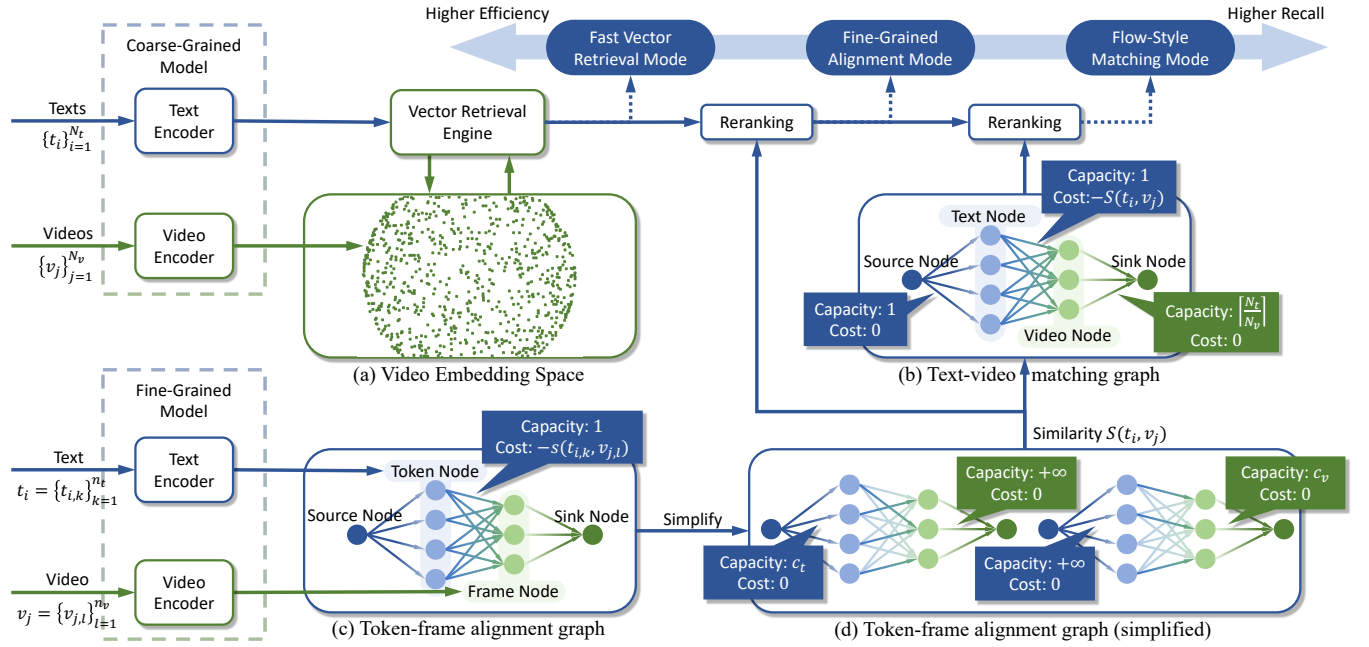 Higher Efficiency
Higher Recall
Fast Vector
Retrieval Mode
Fine-Grained
Alignment Mode
Flow-Style
Matching Mode
Coarse-Grained
Model
Texts
$\{t_i\}_{i=1}^{N_t}$
Text
Encoder
Vector Retrieval
Engine
Reranking
Reranking
Videos
$\{v_j\}_{j=1}^{N_v}$
Video
Encoder
(a) Video Embedding Space
Capacity: 1
Cost:$-S(t_i, v_j)$
Text Node
Source Node
Sink Node
Capacity: 1
Cost: 0
Capacity: $\lceil \frac{N_t}{N_v} \rceil$
Cost: 0
Video Node
(b) Text-video matching graph
Fine-Grained
Model
Text
$t_i = \{t_{i,k}\}_{k=1}^{n_t}$
Text
Encoder
Video
$v_j = \{v_{j,l}\}_{l=1}^{n_v}$
Video
Encoder
Capacity: 1
Cost: $-s(t_{i,k}, v_{j,l})$
Token Node
Source Node
Sink Node
Frame Node
(c) Token-frame alignment graph
Simplify
Similarity $S(t_i, v_j)$
Capacity: $+\infty$
Cost: 0
Capacity: $c_v$
Cost: 0
Capacity: $c_t$
Cost: 0
Capacity: $+\infty$
Cost: 0
(d) Token-frame alignment graph (simplified)